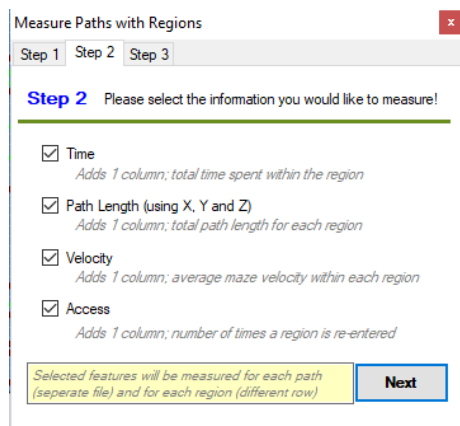 Measure Paths with Regions
x
Step 1 Step 2 Step 3
Step 2 Please select the information you would like to measure!
Time
Adds 1 column; total time spent within the region
Path Length (using X, Y and Z)
Adds 1 column; total path length for each region
Velocity
Adds 1 column; average maze velocity within each region
Access
Adds 1 column; number of times a region is re-entered
Selected features will be measured for each path
(seperate file) and for each region (different row)
Next